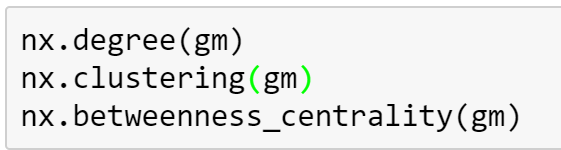 nx.degree(gm)
nx.clustering(gm)
nx.betweenness_centrality(gm)